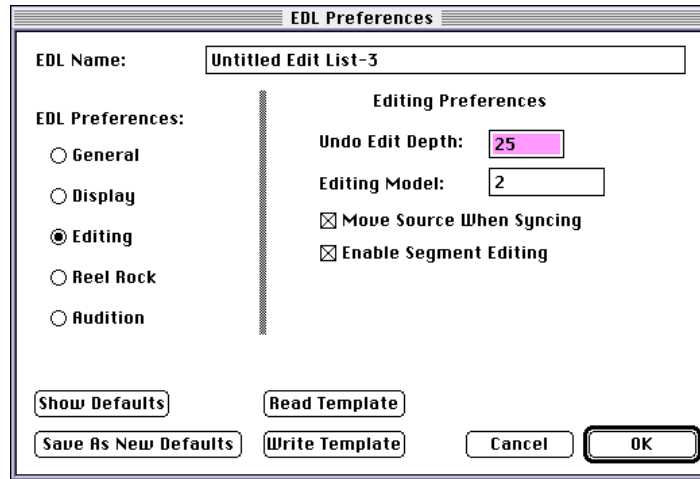 EDL Preferences
EDL Name: Untitled Edit List-3
EDL Preferences:
General
Display
Editing
Reel Rock
Audition
Editing Preferences
Undo Edit Depth: 25
Editing Model: 2
Move Source When Syncing
Enable Segment Editing
Show Defaults
Read Template
Save As New Defaults
Write Template
Cancel
OK